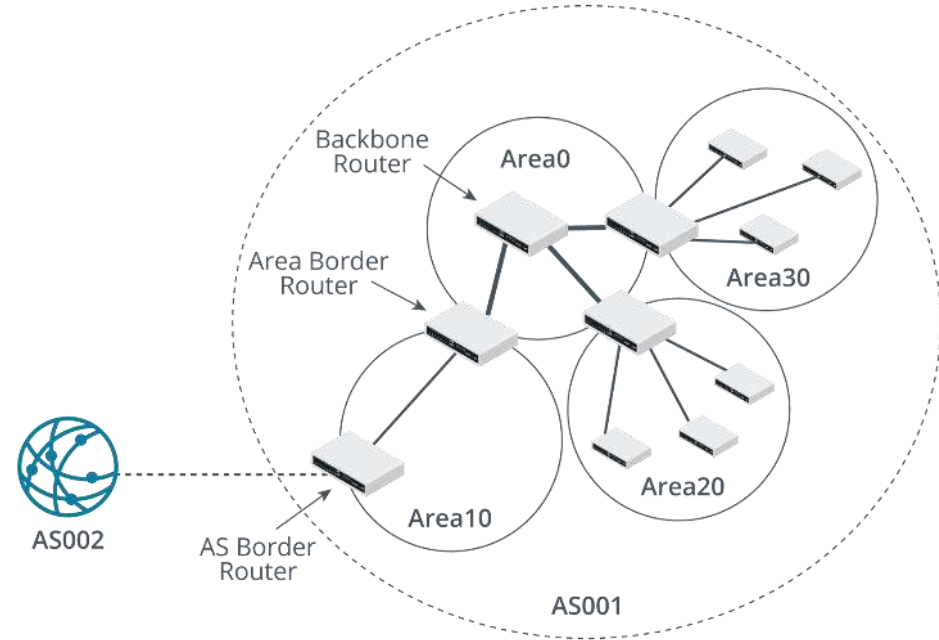 Backbone
Router
Area0
Area Border
Router
Area30
Area20
Area10
AS002
AS Border
Router
AS001